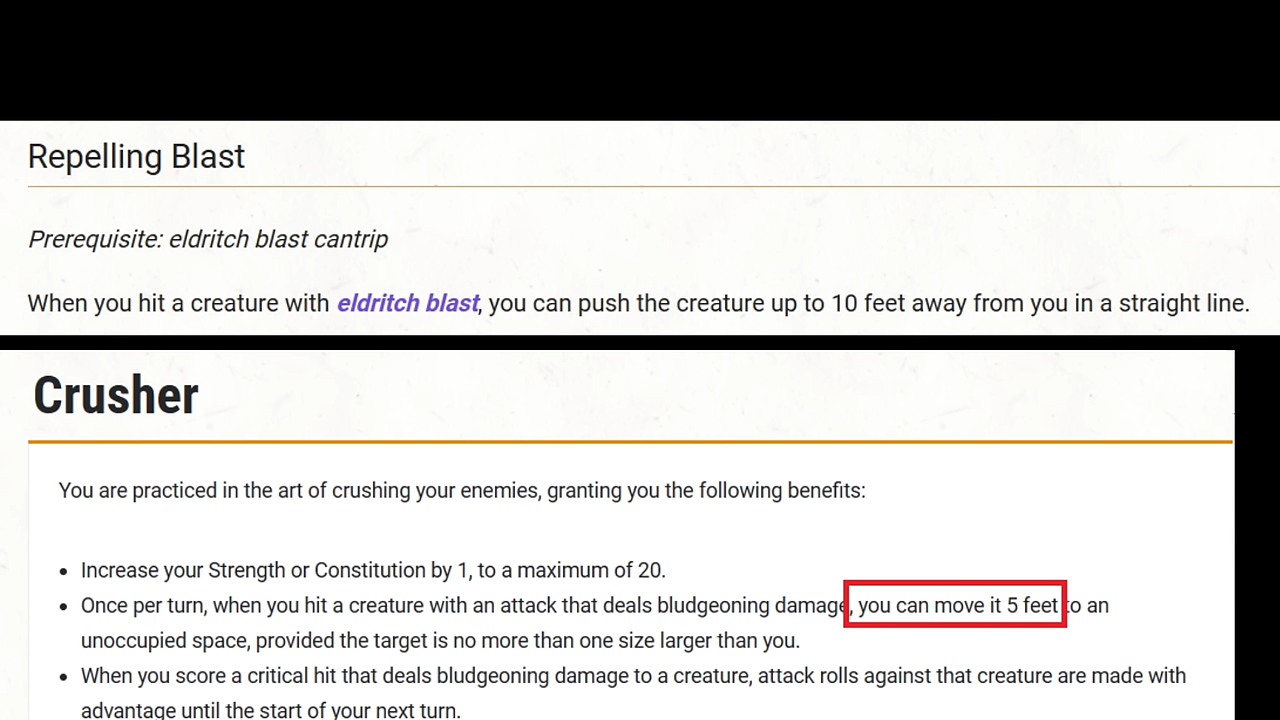 Repelling Blast
Prerequisite: eldritch blast cantrip
When you hit a creature with eldritch blast, you can push the creature up to 10 feet away from you in a straight line.
Crusher
You are practiced in the art of crushing your enemies, granting you the following benefits:
• Increase your Strength or Constitution by 1, to a maximum of 20.
• Once per turn, when you hit a creature with an attack that deals bludgeoning damage, you can move it 5 feet to an
unoccupied space, provided the target is no more than one size larger than you.
• When you score a critical hit that deals bludgeoning damage to a creature, attack rolls against that creature are made with
advantage until the start of your next turn.